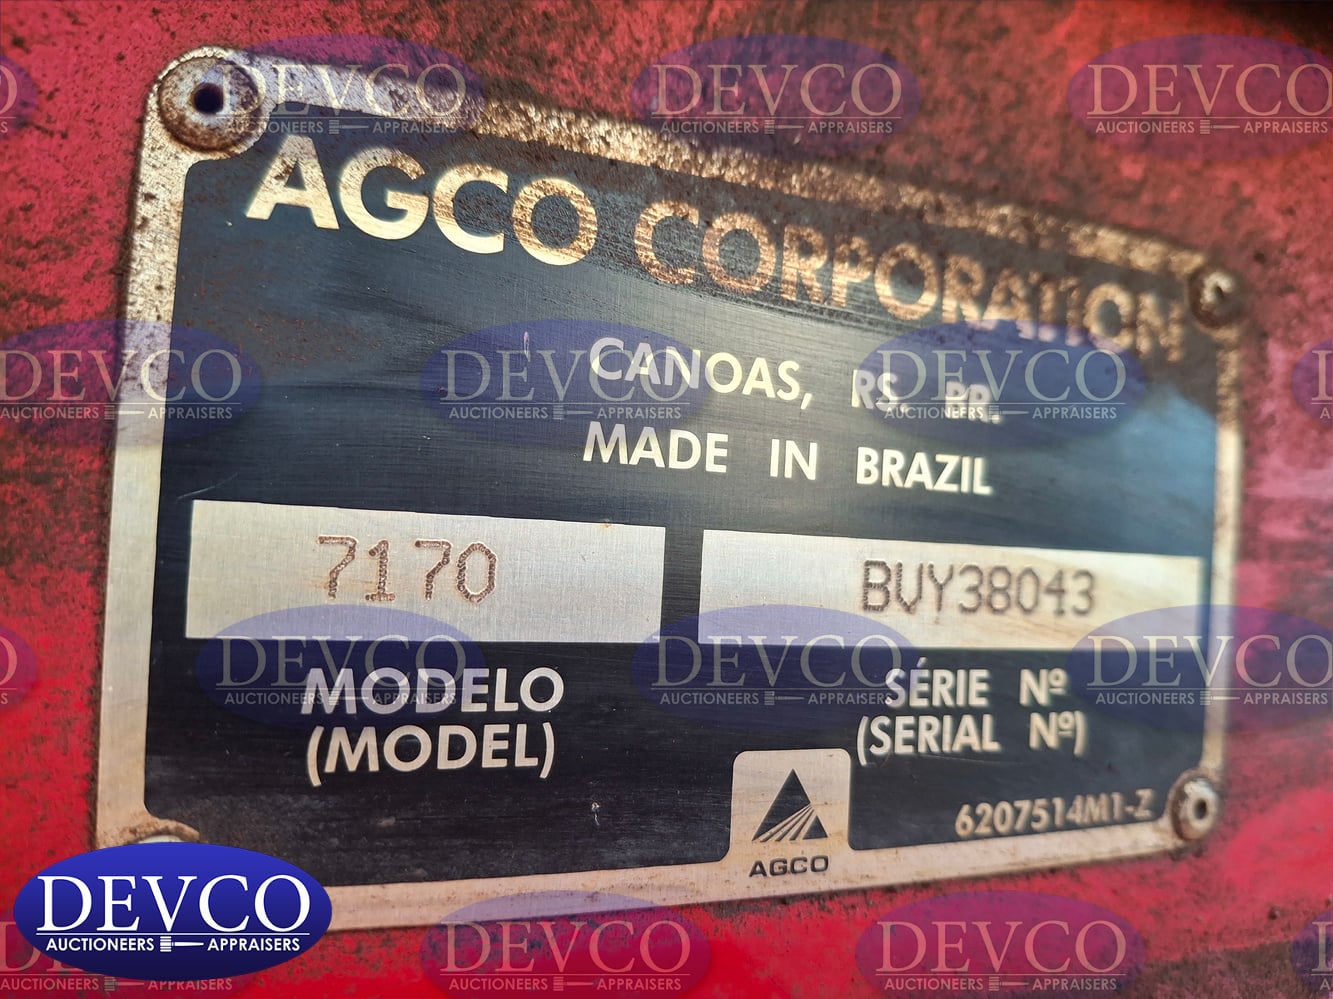 AGCO CORPORATION
CANOAS, RS, BR.
MADE IN BRAZIL
7170
BVY38043
MODELO
(MODEL)
SÉRIE Nº
(SERIAL Nº)
6207514M1-Z
AGCO
DEVCO
AUCTIONEERS APPRAISERS